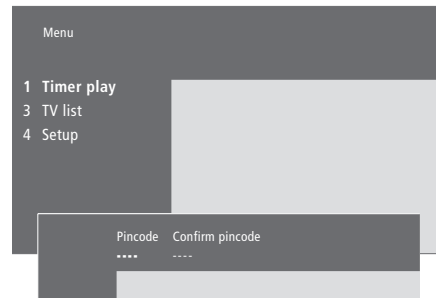 Menu
1 Timer play
3 TV list
4 Setup
Pincode Confirm pincode
---- ----